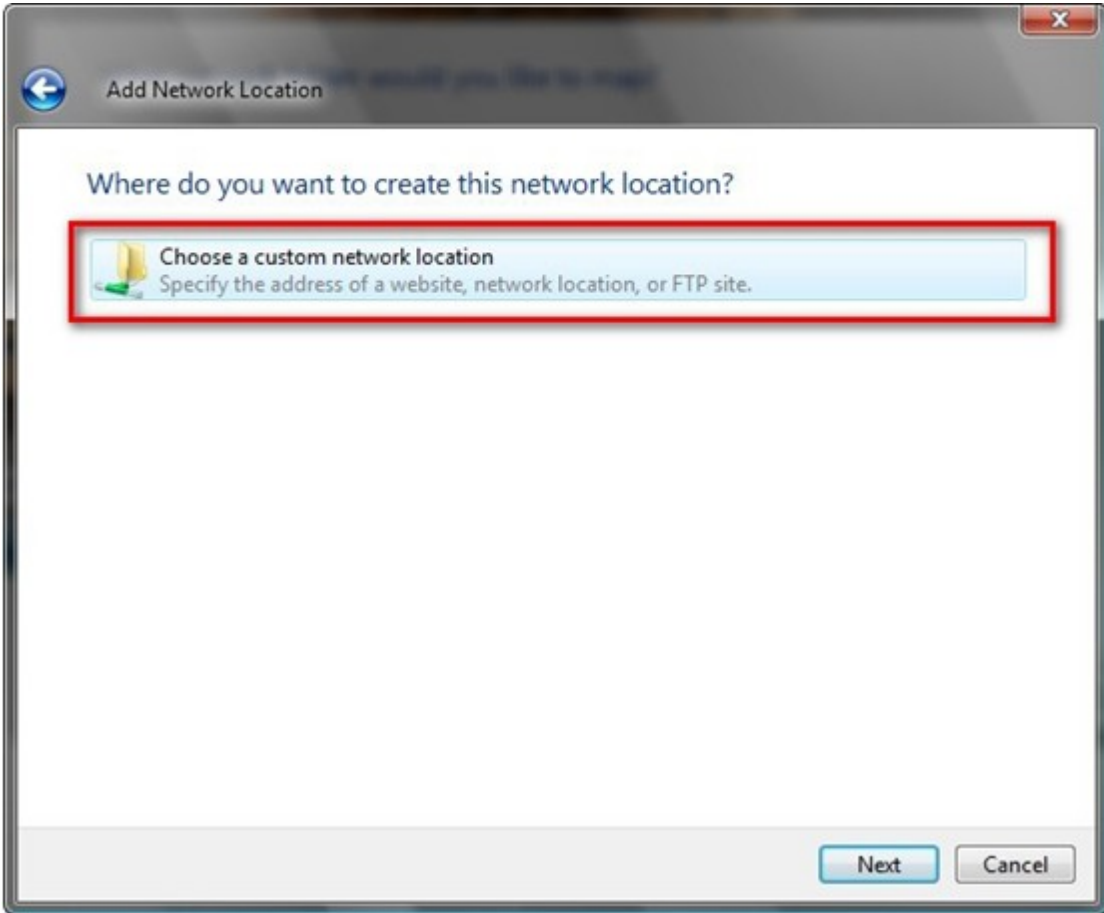 Add Network Location
Where do you want to create this network location?
Choose a custom network location
Specify the address of a website, network location, or FTP site.
Next
Cancel